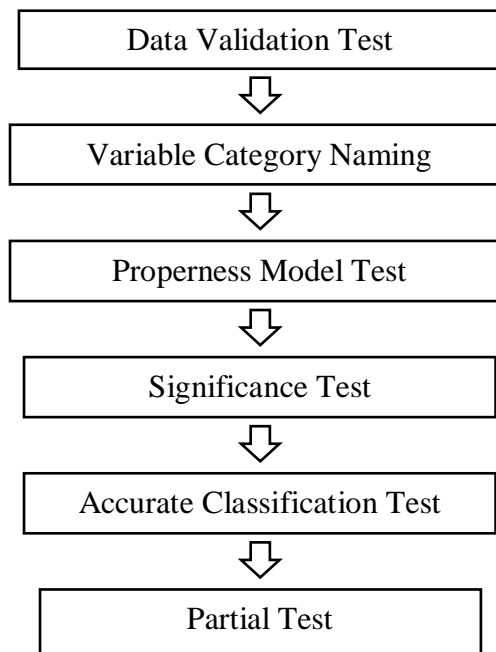 Data Validation Test
Variable Category Naming
Properness Model Test
Significance Test
Accurate Classification Test
Partial Test